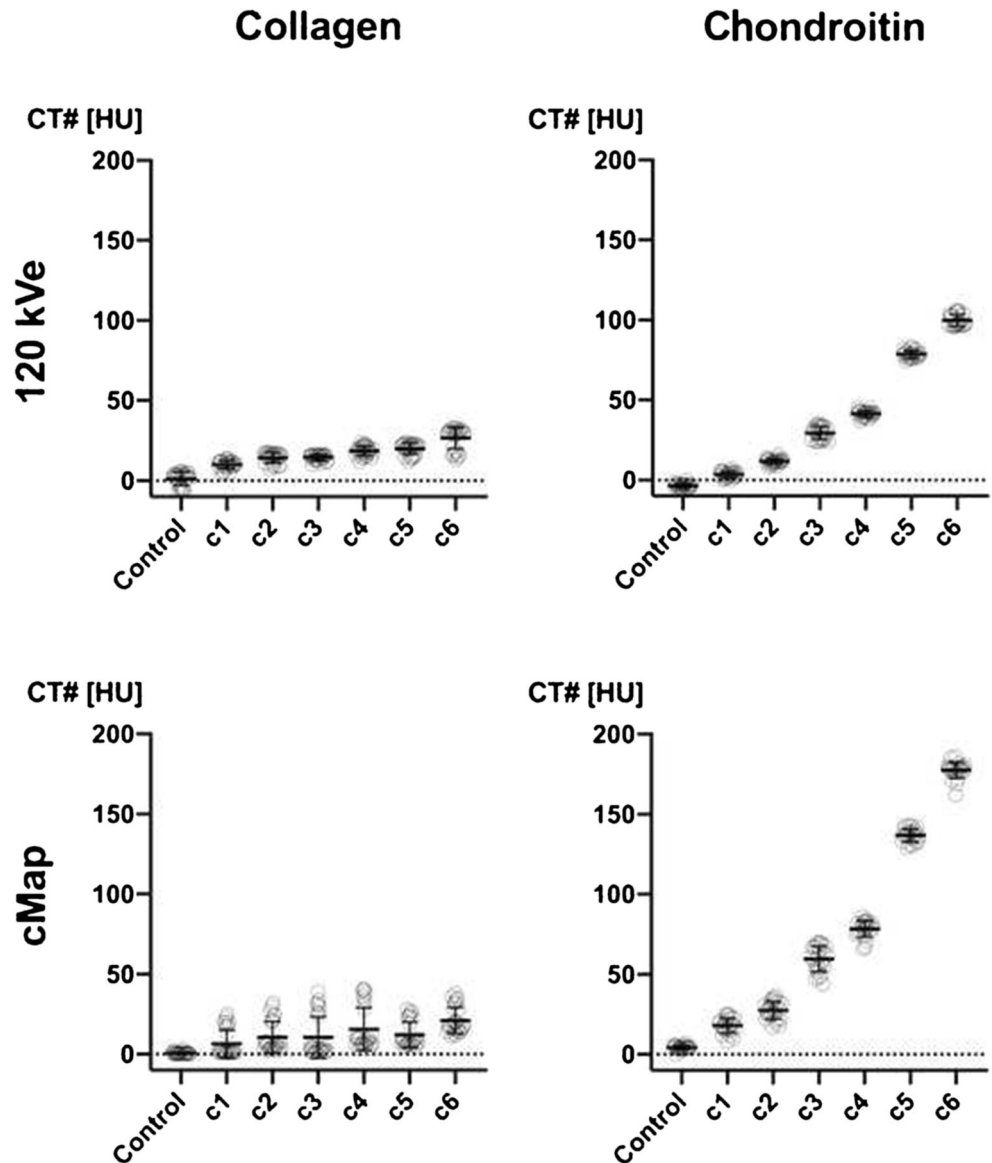 Collagen
Chondroitin
120 kVe
CT# [HU]
200
150
100
50
0
Control
c1
c2
c3
c4
c5
c6
CT# [HU]
200
150
100
50
0
Control
c1
c2
c3
c4
c5
c6
cMap
CT# [HU]
200
150
100
50
0
Control
c1
c2
c3
c4
c5
c6
CT# [HU]
200
150
100
50
0
Control
c1
c2
c3
c4
c5
c6